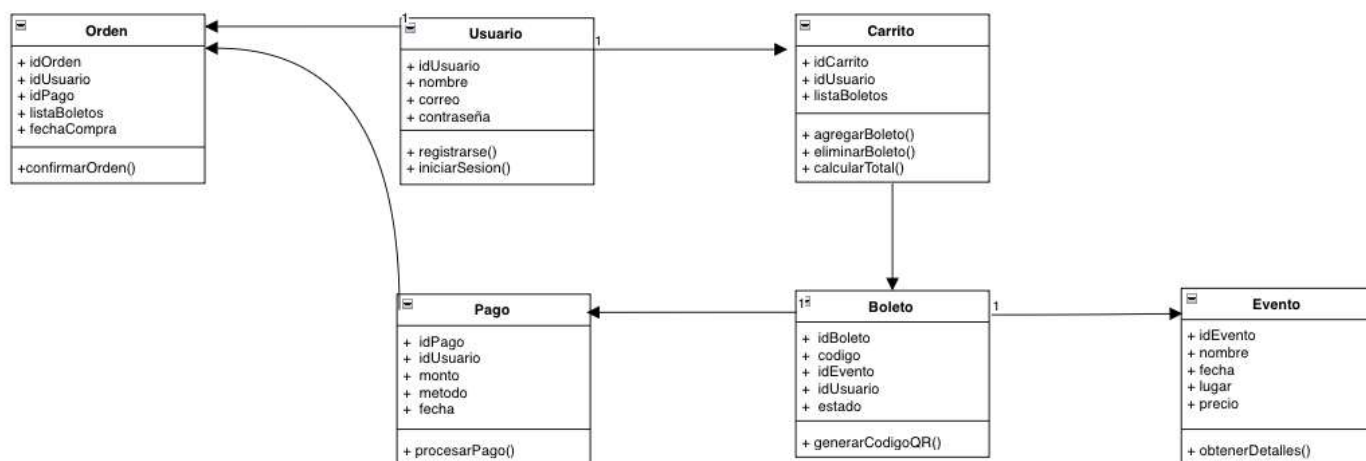 Orden
+ idOrden
+ idUsuario
+ idPago
+ listaBoletos
+ fechaCompra
+confirmarOrden()
1
Usuario
+ idUsuario
+ nombre
+ correo
+ contraseña
+ registrarse()
+ iniciarSesion()
1
Carrito
+ idCarrito
+ idUsuario
+ listaBoletos
+ agregarBoleto()
+ eliminarBoleto()
+ calcularTotal()
Pago
+ idPago
+ idUsuario
+ monto
+ metodo
+ fecha
+ procesarPago()
1
Boleto
+ idBoleto
+ codigo
+ idEvento
+ idUsuario
+ estado
+ generarCodigoQR()
1
Evento
+ idEvento
+ nombre
+ fecha
+ lugar
+ precio
+ obtenerDetalles()